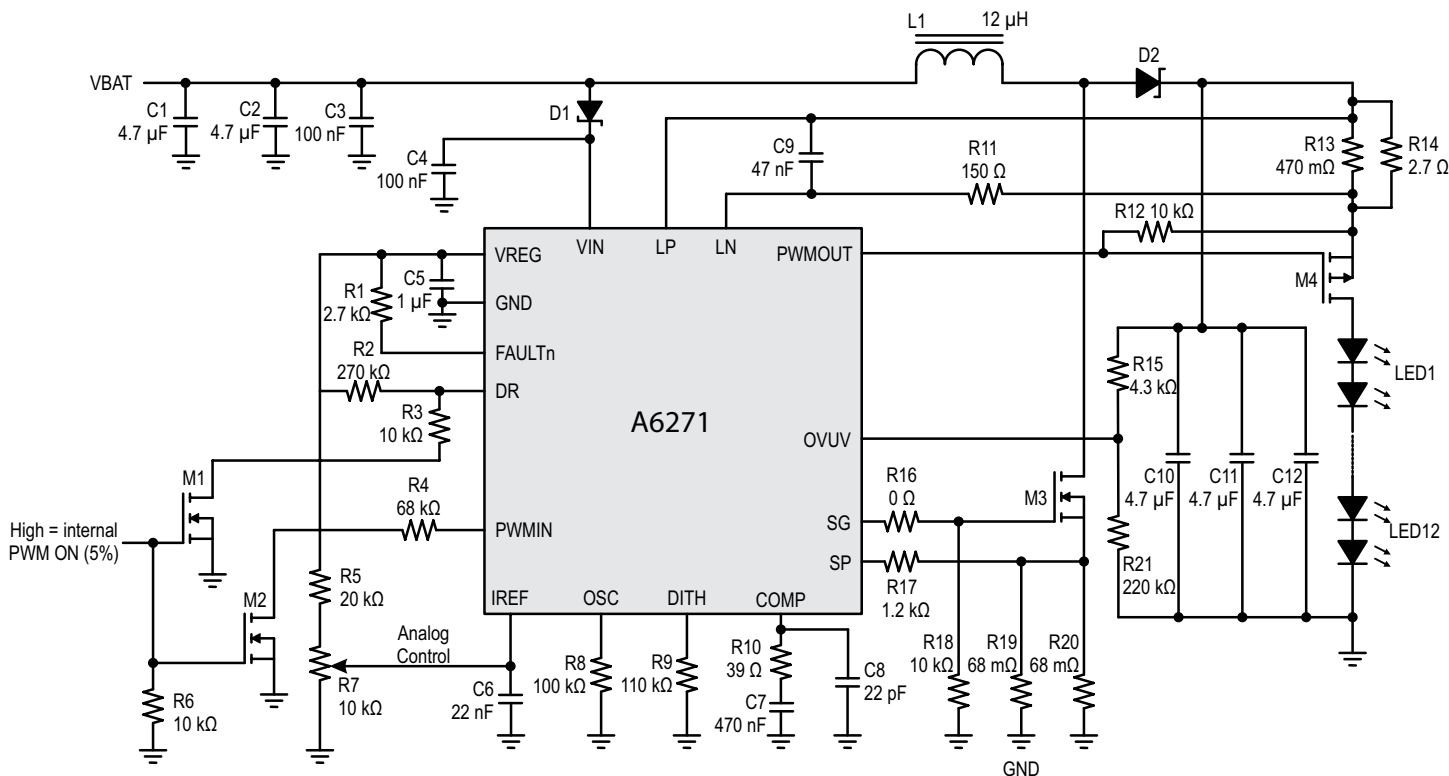 L1
12 µH
D2
VBAT
C1
4.7 µF
C2
4.7 µF
C3
100 nF
D1
C4
100 nF
C9
47 nF
R11
150 Ω
R13
470 mΩ
R14
2.7 Ω
R12 10 kΩ
VIN
LP
LN
VREG
PWMOUT
C5
1 µF
R1
2.7 kΩ
GND
M4
FAULTn
R2
270 kΩ
DR
R3
10 kΩ
A6271
R15
4.3 kΩ
LED1
OVUV
M1
R4
68 kΩ
R16
0 Ω
M3
C10
4.7 µF
C11
4.7 µF
C12
4.7 µF
High = internal
PWM ON (5%)
PWMIN
SG
LED12
SP
R17
1.2 kΩ
R21
220 kΩ
R5
20 kΩ
M2
IREF
OSC
DITH
COMP
Analog
Control
R6
10 kΩ
R7
10 kΩ
C6
22 nF
R8
100 kΩ
R9
110 kΩ
R10
39 Ω
C7
470 nF
C8
22 pF
R18
10 kΩ
R19
68 mΩ
R20
68 mΩ
GND